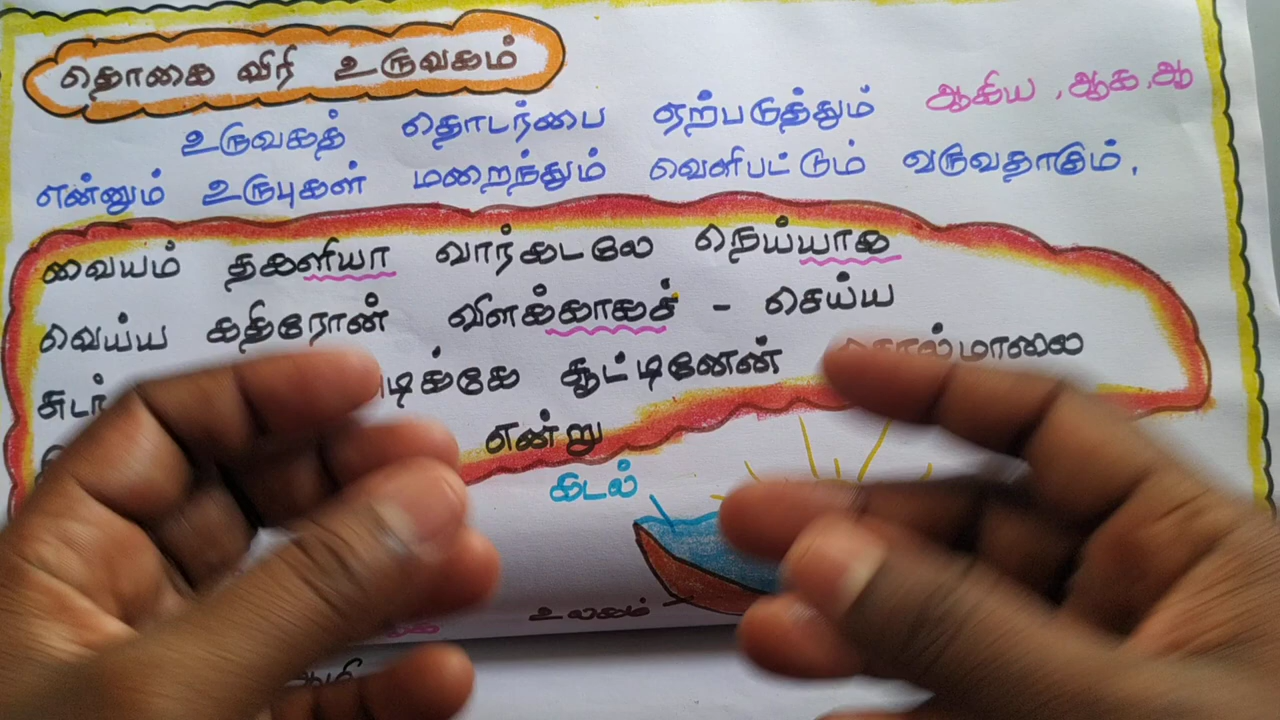 தொகை விரி உருவகம்
உருவகத் தொடர்பை ஏற்படுத்தும் ஆகிய , ஆக, ஆ
என்னும் உருபுகள் மறைந்தும் வெளிபட்டும் வருவதாகும்.
வையம் தகளியா வார்கடலே நெய்யாக
வெய்ய கதிரோன் விளக்காகச் - செய்ய
சூட்டினேன்
என்று
கடல்
உலகம்